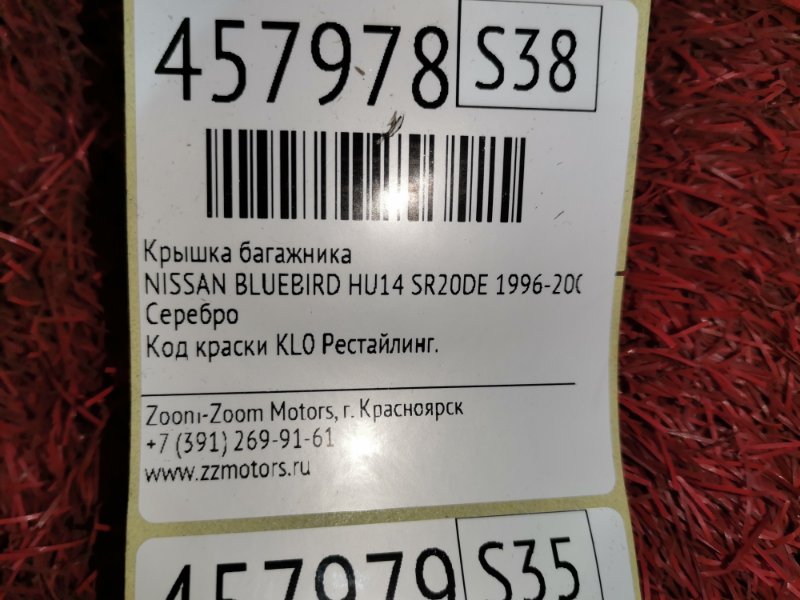 457978 S38
Крышка багажника
NISSAN BLUEBIRD HU14 SR20DE 1996-200
Серебро
Код краски KL0 Рестайлинг.
Zoom-Zoom Motors, г. Красноярск
+7 (391) 269-91-61
www.zzmotors.ru
457979 S35